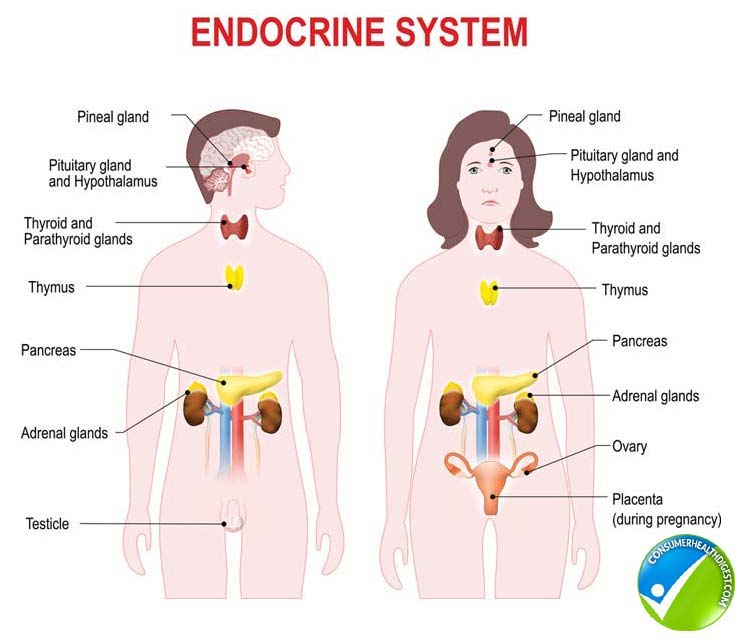 ENDOCRINE SYSTEM
Pineal gland
Pituitary gland
and Hypothalamus
Thyroid and
Parathyroid glands
Thymus
Pancreas
Adrenal glands
Testicle
Pineal gland
Pituitary gland and
Hypothalamus
Thyroid and
Parathyroid glands
Thymus
Pancreas
Adrenal glands
Ovary
Placenta
(during pregnancy)
CONSUMERHEALTHDIGEST.COM